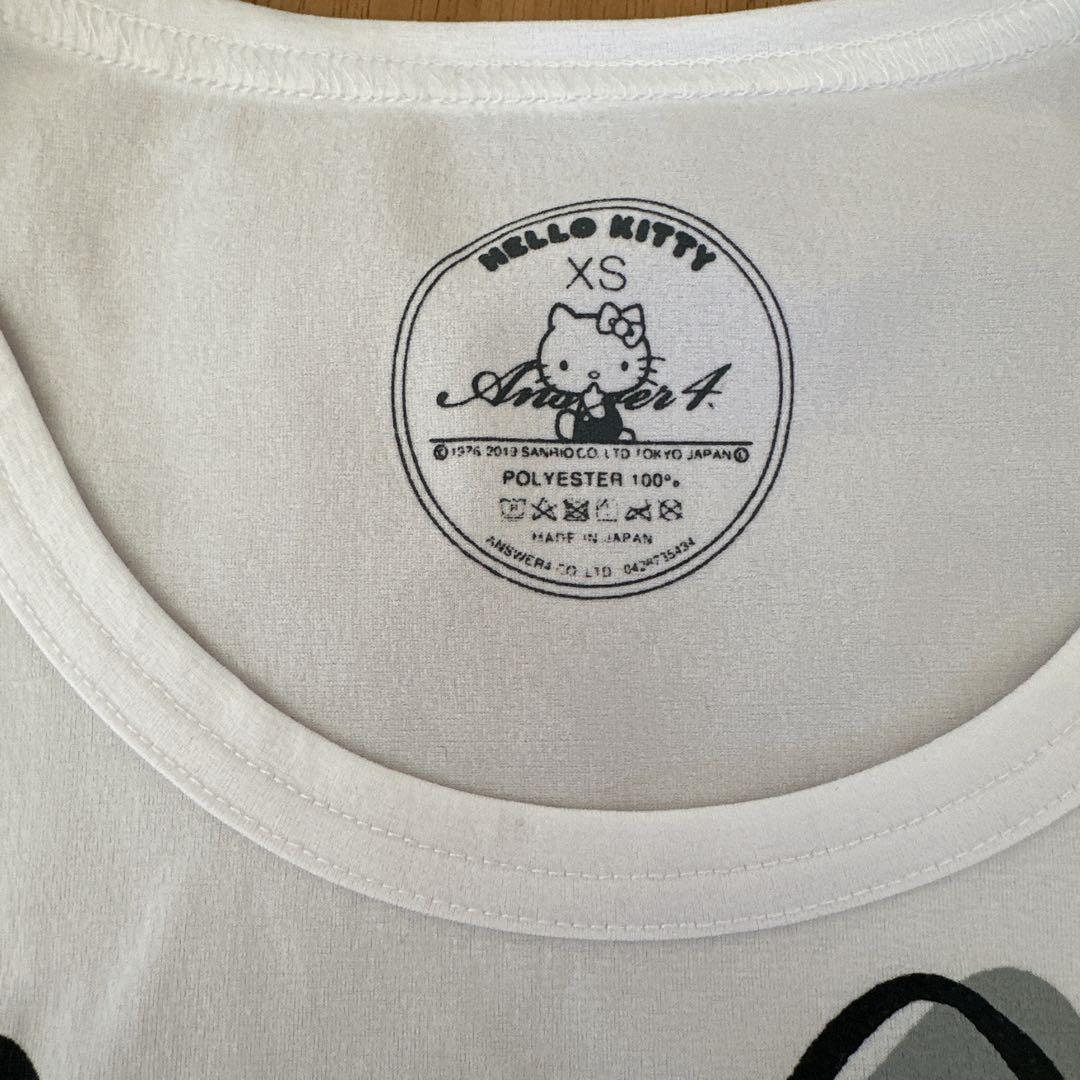 HELLO KITTY
XS
Answer4
© 1976 2019 SANRIO CO. LTD TOKYO JAPAN Ⓛ
POLYESTER 100%
MADE IN JAPAN
ANSWER4 CO. LTD